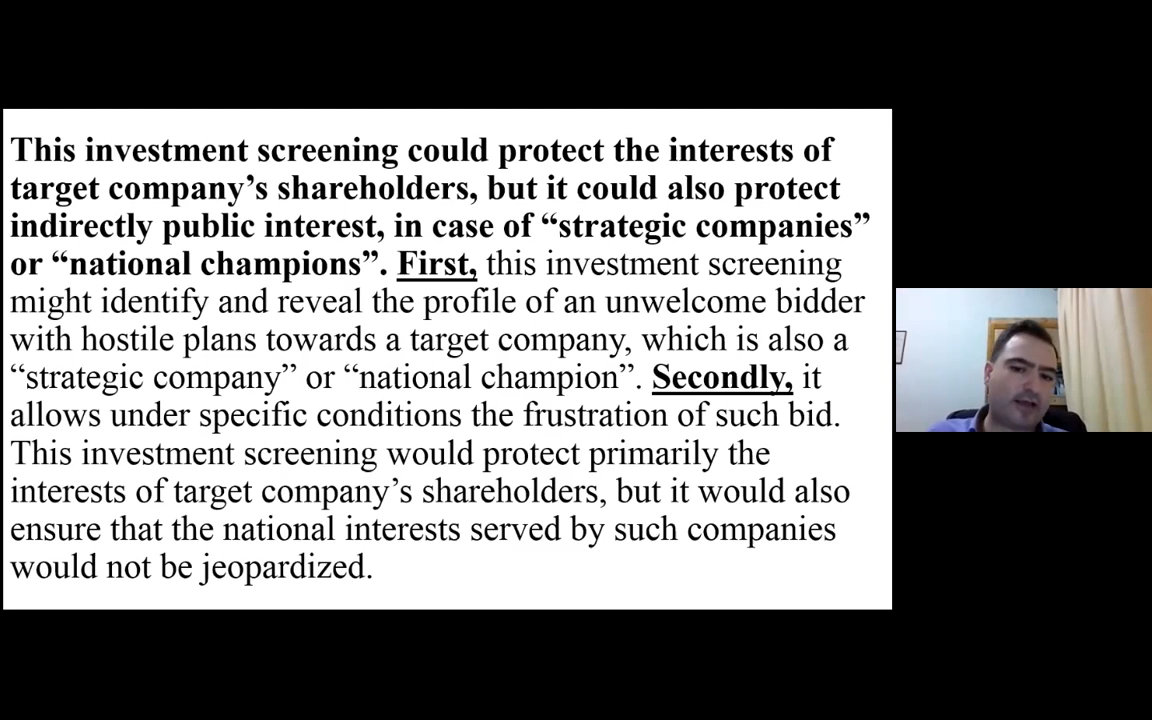 This investment screening could protect the interests of
target company’s shareholders, but it could also protect
indirectly public interest, in case of “strategic companies”
or “national champions”. First, this investment screening
might identify and reveal the profile of an unwelcome bidder
with hostile plans towards a target company, which is also a
“strategic company” or “national champion”. Secondly, it
allows under specific conditions the frustration of such bid.
This investment screening would protect primarily the
interests of target company’s shareholders, but it would also
ensure that the national interests served by such companies
would not be jeopardized.